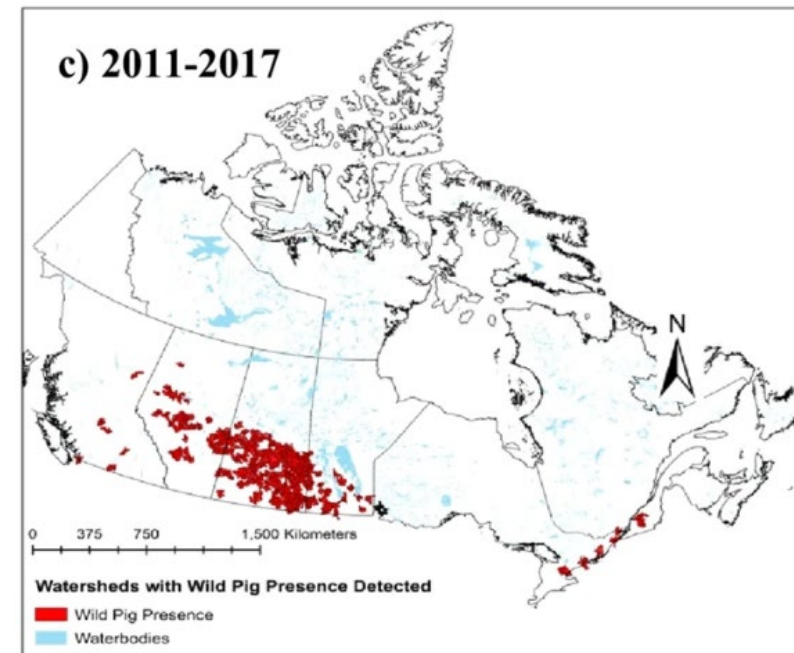 c) 2011-2017
N
0 375 750 1,500 Kilometers
Watersheds with Wild Pig Presence Detected
Wild Pig Presence
Waterbodies